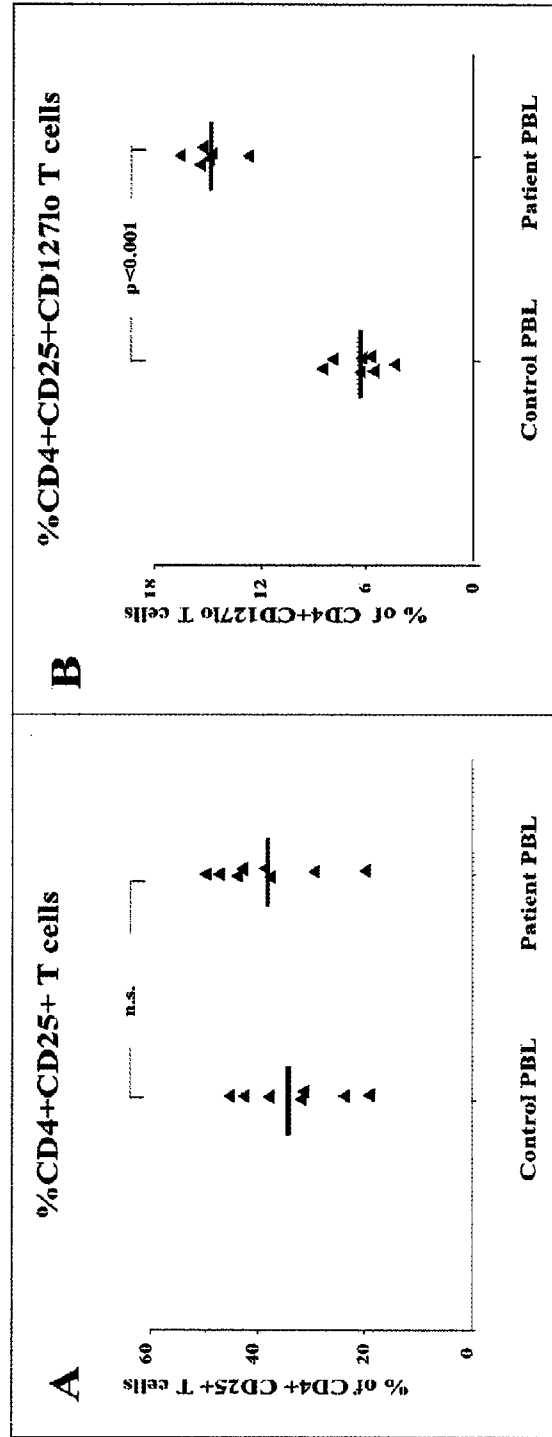 A
%CD4+CD25+ T cells
% of CD4+ CD25+ T cells
60
40
20
0
n.s.
Control PBL
Patient PBL
B
%CD4+CD25+CD127lo T cells
% of CD4+CD127lo T cells
18
12
6
0
p<0.001
Control PBL
Patient PBL